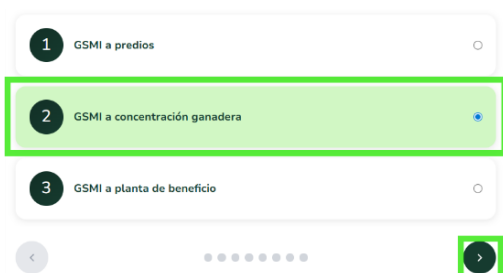 1 GSMI a predios
2 GSMI a concentración ganadera
3 GSMI a planta de beneficio